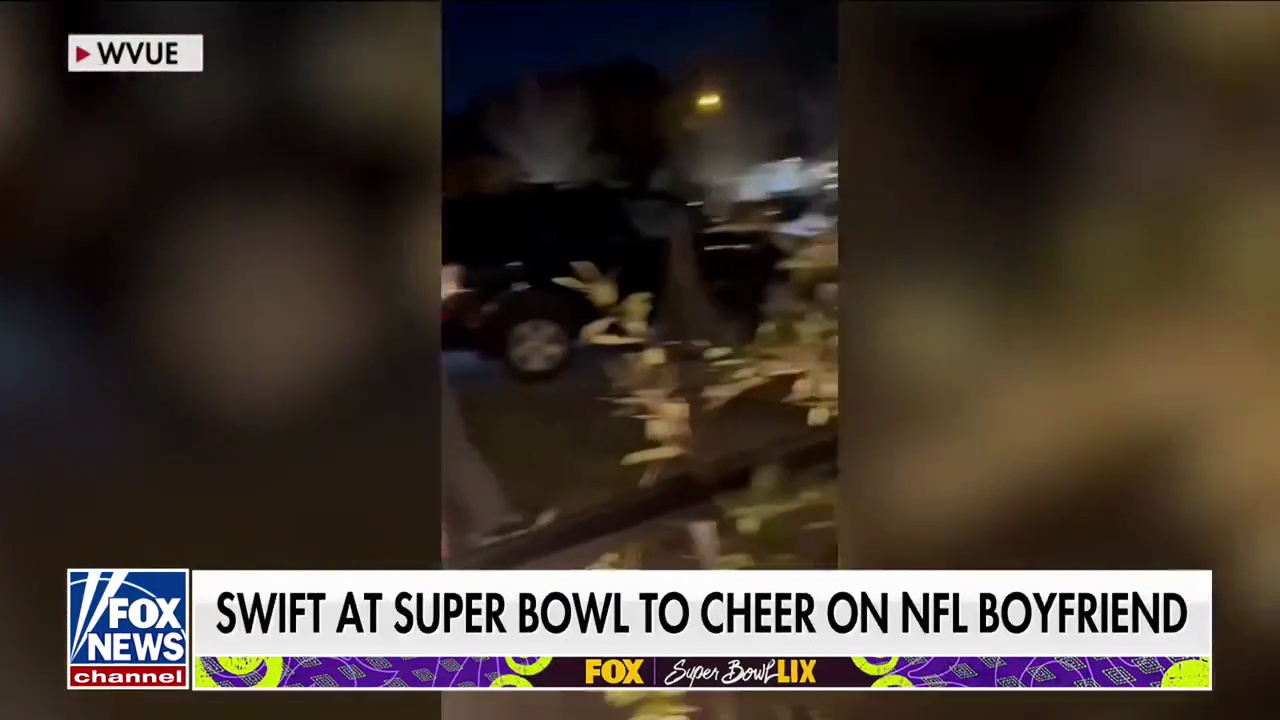 WVUE
SWIFT AT SUPER BOWL TO CHEER ON NFL BOYFRIEND
FOX
NEWS
channel
FOX Super Bowl LIX